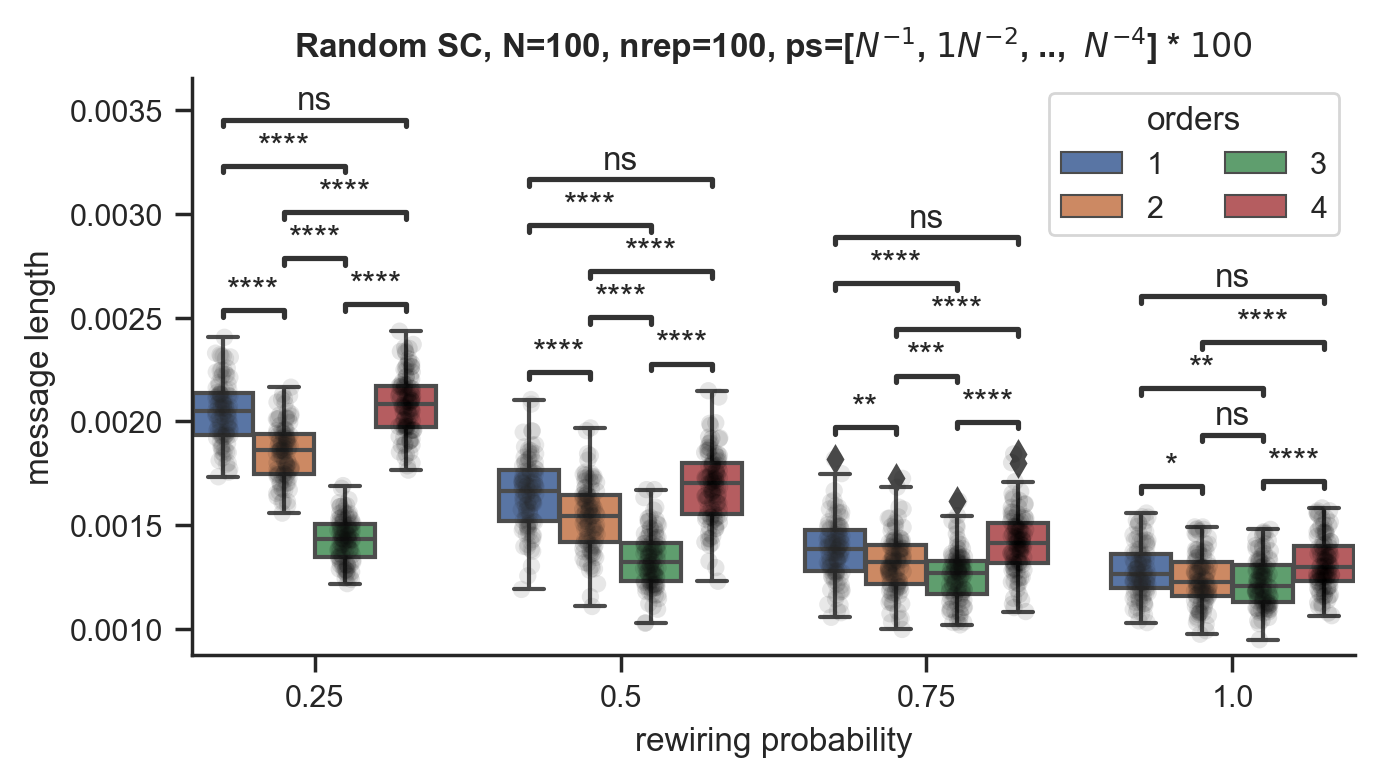 Random SC, N=100, nrep=100, ps=[N⁻¹, 1N⁻², .., N⁻⁴] * 100
message length
0.0035
0.0030
0.0025
0.0020
0.0015
0.0010
ns
****
****
****
****
****
ns
****
****
****
****
****
ns
****
****
***
**
****
ns
****
**
ns
*
****
orders
1 3
2 4
0.25 0.5 0.75 1.0
rewiring probability